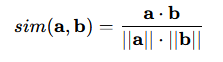 sim(a,b) = a · b / ||a|| · ||b||